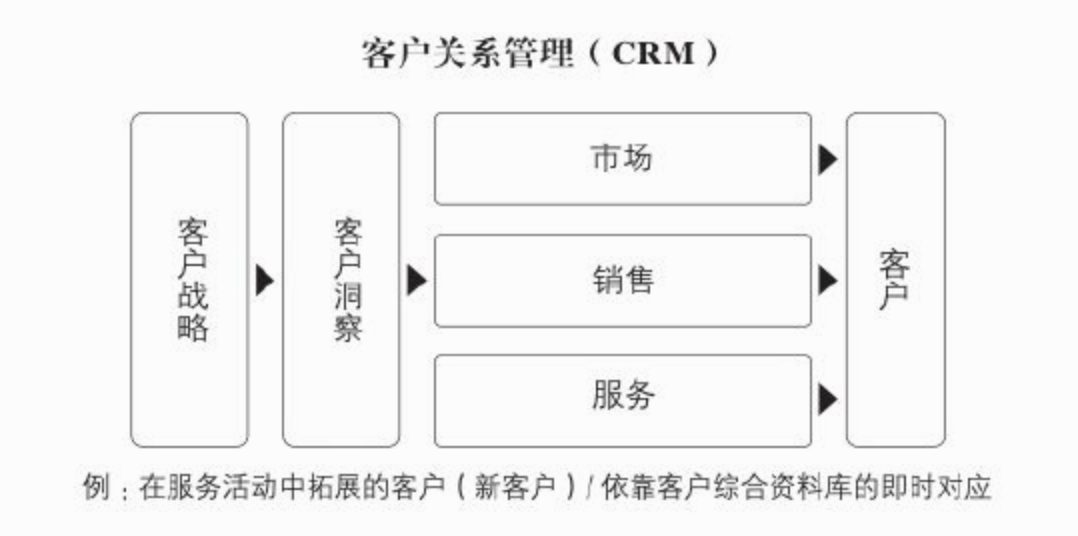 客户关系管理（CRM）
客户战略
客户洞察
市场
销售
服务
客户
例：在服务活动中拓展的客户（新客户）/依靠客户综合资料库的即时对应